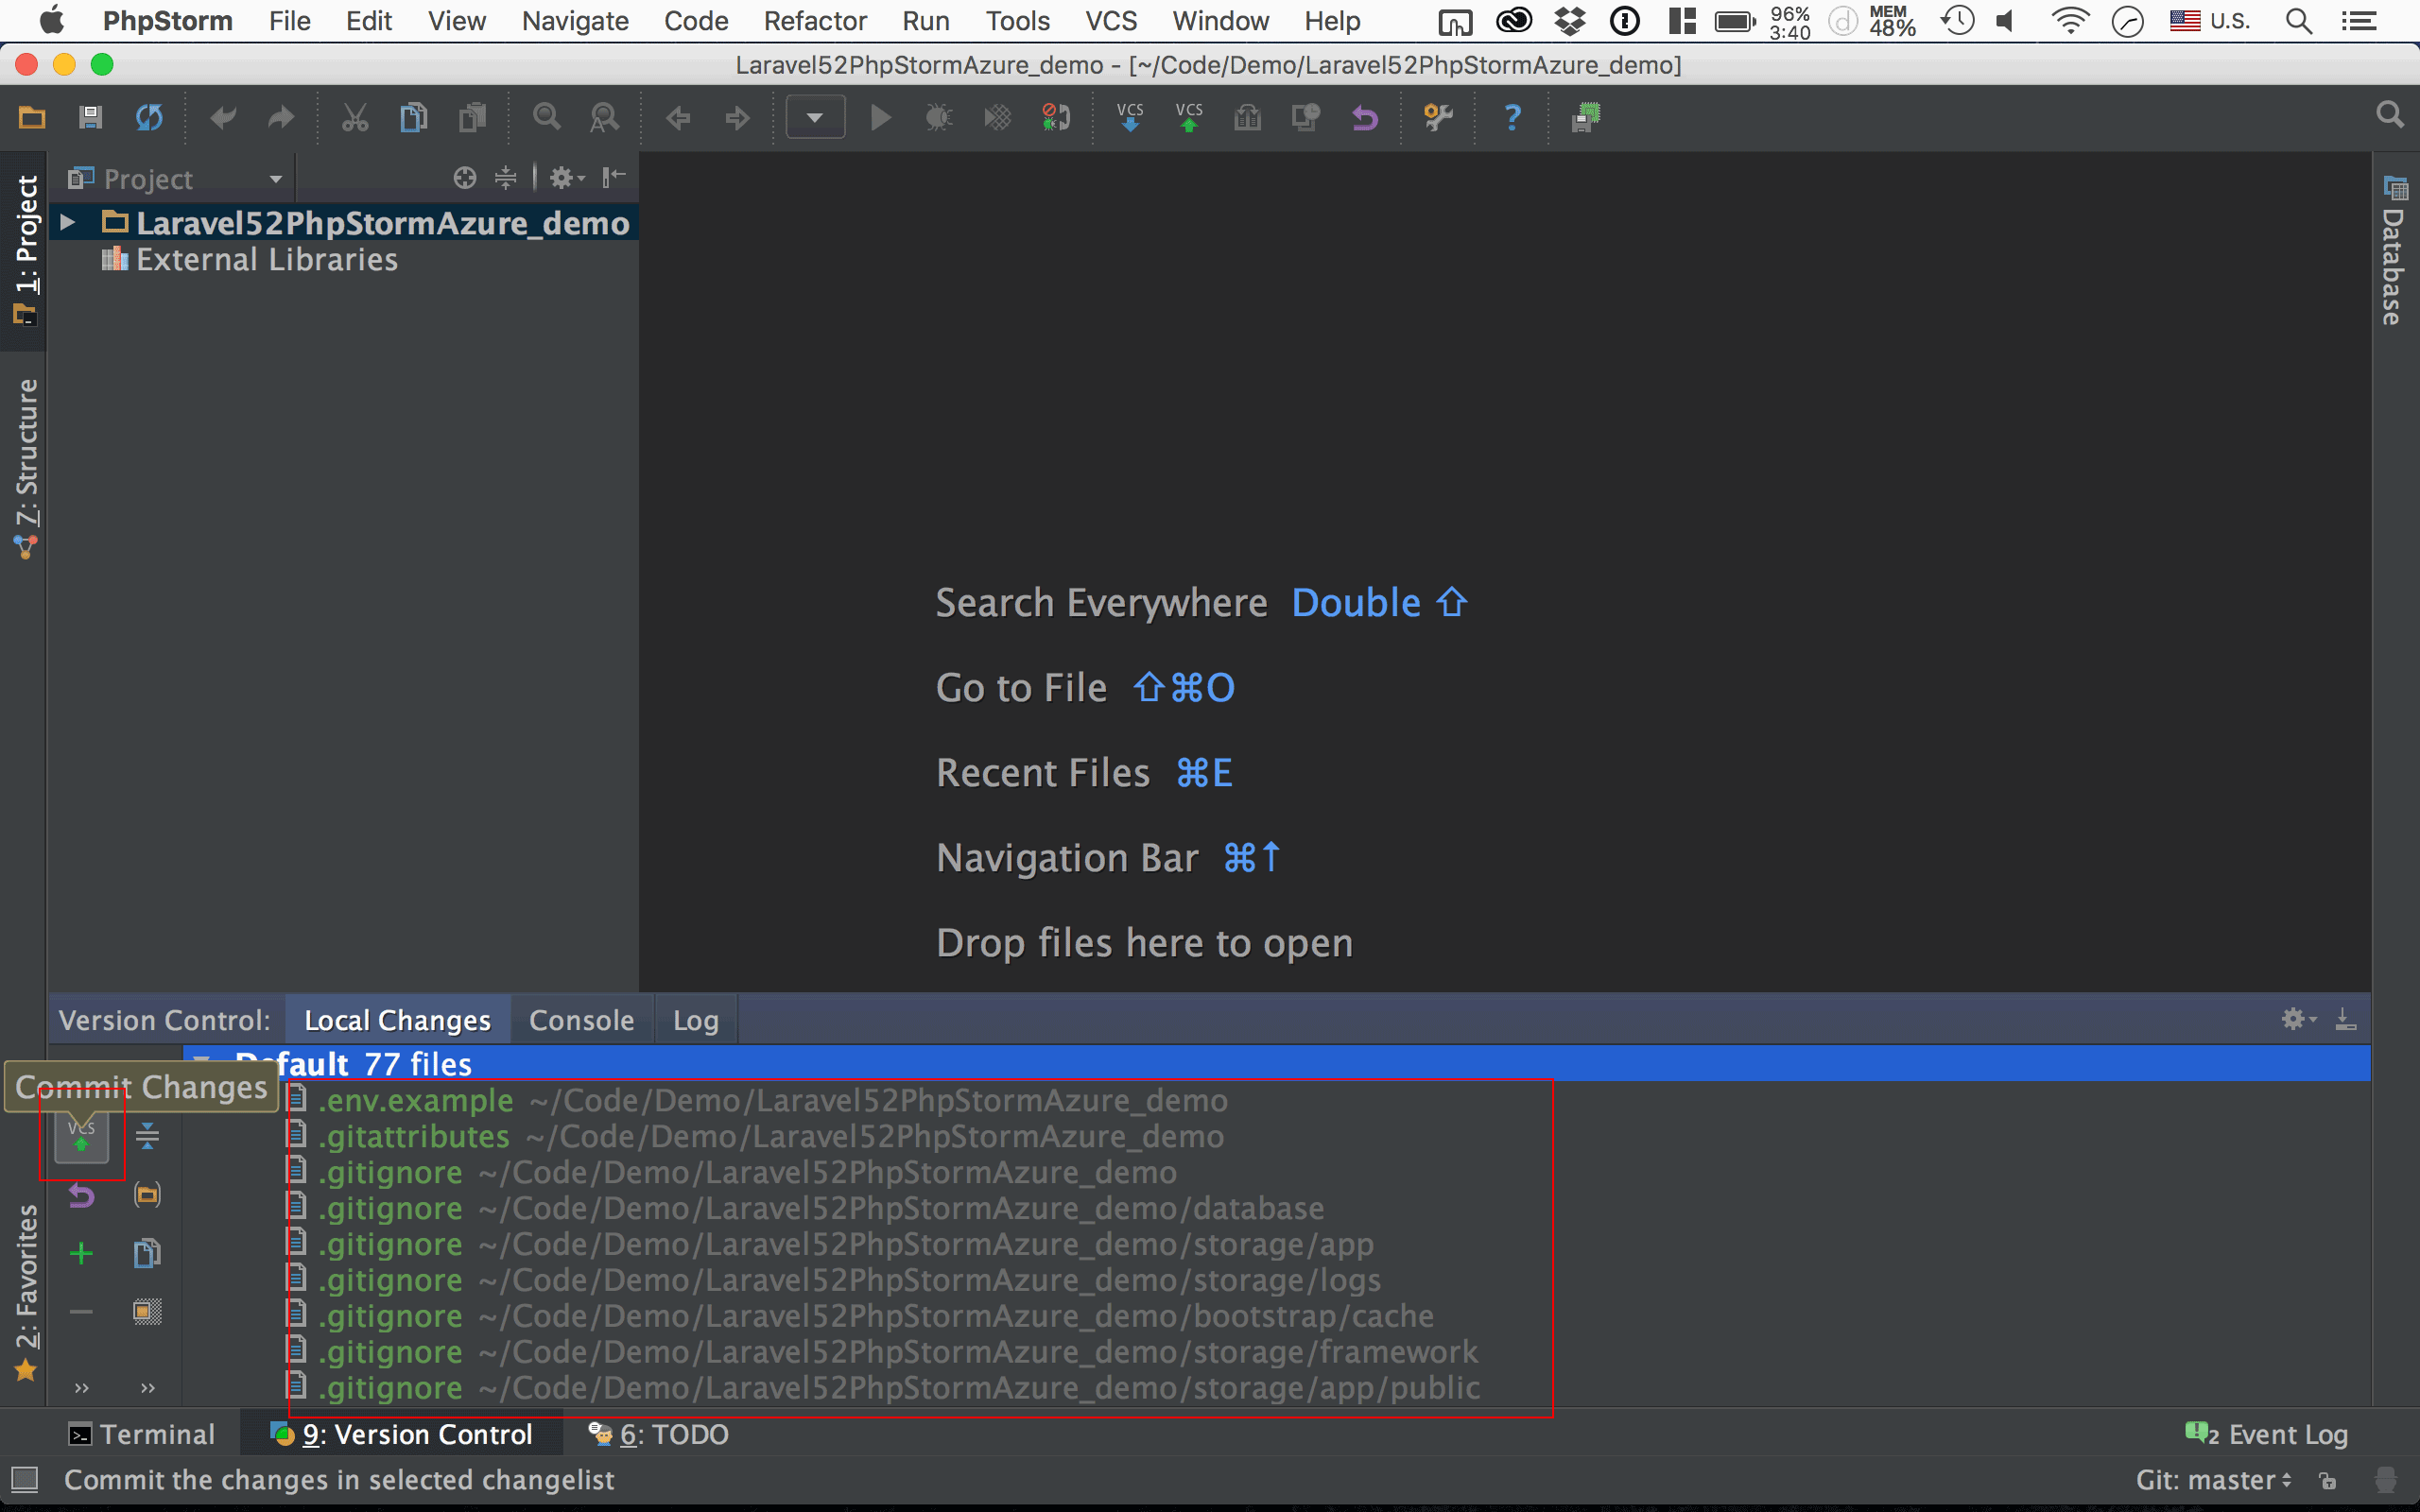 PhpStorm File Edit View Navigate Code Refactor Run Tools VCS Window Help 96% 3:40 MEM 48% U.S.
Laravel52PhpStormAzure_demo - [~/Code/Demo/Laravel52PhpStormAzure_demo]
VCS VCS
Project
1: Project
Laravel52PhpStormAzure_demo
External Libraries
Database
7: Structure
Search Everywhere Double ⇧
Go to File ⇧⌘O
Recent Files ⌘E
Navigation Bar ⌘↑
Drop files here to open
Version Control: Local Changes Console Log
Default 77 files
Commit Changes
VCS
.env.example ~/Code/Demo/Laravel52PhpStormAzure_demo
.gitattributes ~/Code/Demo/Laravel52PhpStormAzure_demo
.gitignore ~/Code/Demo/Laravel52PhpStormAzure_demo
.gitignore ~/Code/Demo/Laravel52PhpStormAzure_demo/database
.gitignore ~/Code/Demo/Laravel52PhpStormAzure_demo/storage/app
.gitignore ~/Code/Demo/Laravel52PhpStormAzure_demo/storage/logs
.gitignore ~/Code/Demo/Laravel52PhpStormAzure_demo/bootstrap/cache
.gitignore ~/Code/Demo/Laravel52PhpStormAzure_demo/storage/framework
.gitignore ~/Code/Demo/Laravel52PhpStormAzure_demo/storage/app/public
2: Favorites
Terminal 9: Version Control 6: TODO 2 Event Log
Commit the changes in selected changelist Git: master